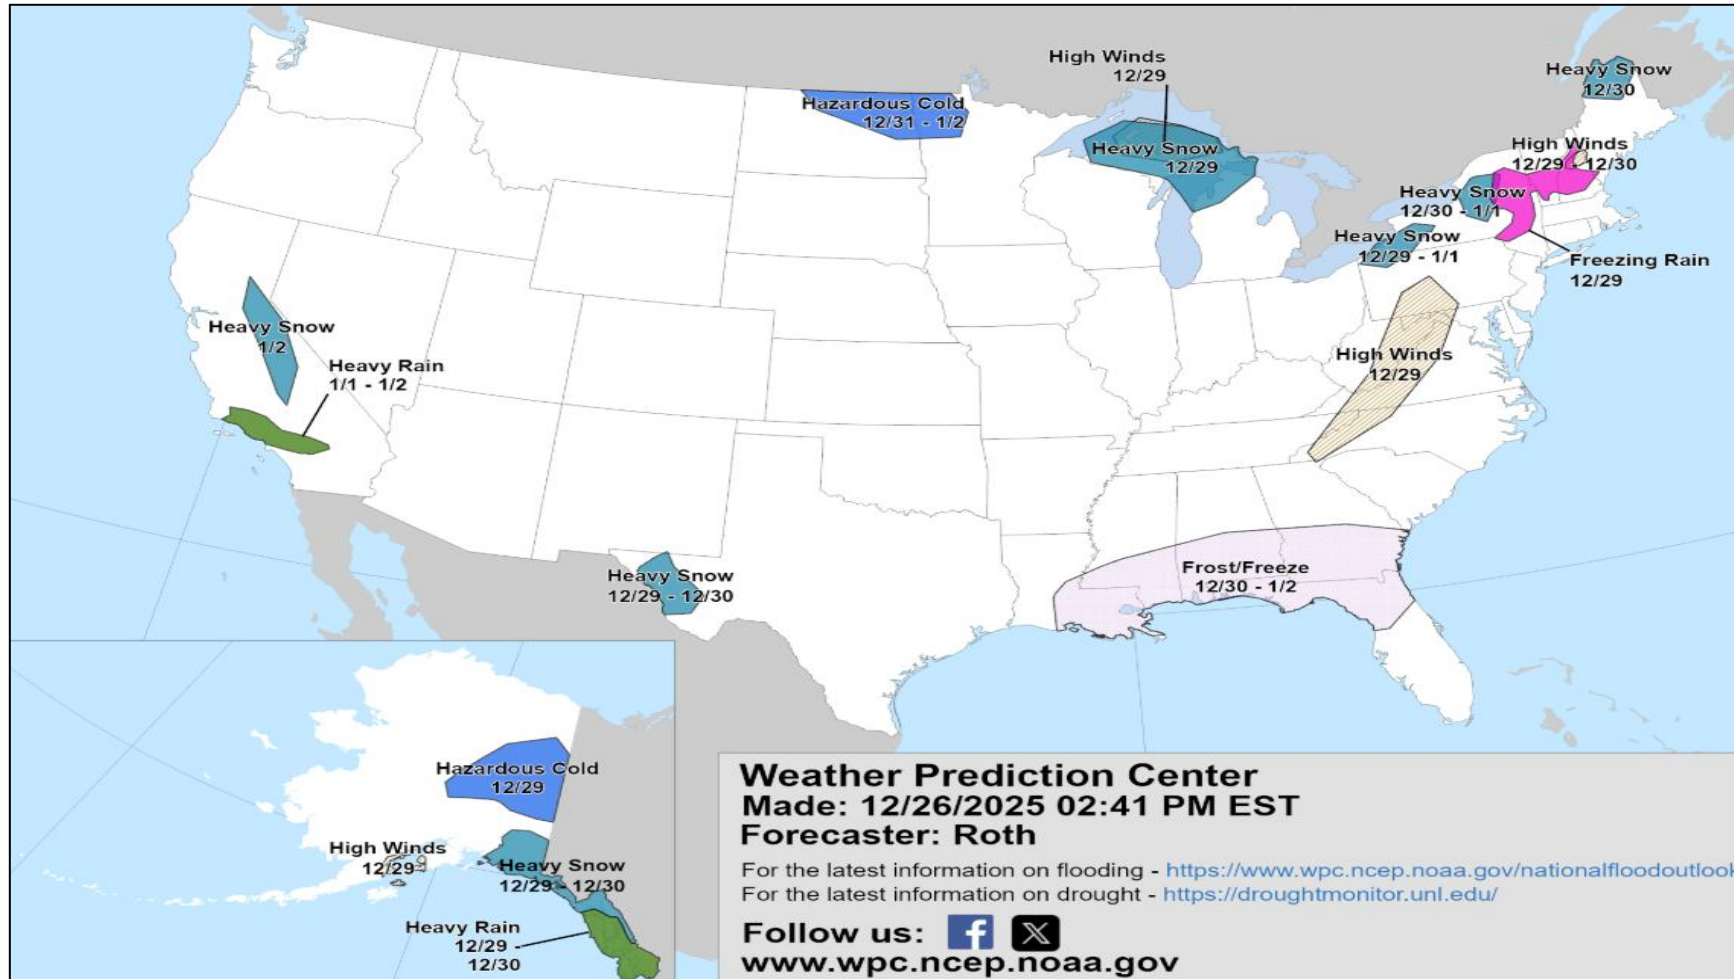 High Winds
12/29
Heavy Snow
12/30
Hazardous Cold
12/31 - 1/2
Heavy Snow
12/29
High Winds
12/29 - 12/30
Heavy Snow
12/30 - 1/1
Heavy Snow
12/29 - 1/1
Freezing Rain
12/29
Heavy Snow
1/2
Heavy Rain
1/1 - 1/2
High Winds
12/29
Heavy Snow
12/29 - 12/30
Frost/Freeze
12/30 - 1/2
Hazardous Cold
12/29
High Winds
12/29
Heavy Snow
12/29 - 12/30
Heavy Rain
12/29 -
12/30
Weather Prediction Center
Made: 12/26/2025 02:41 PM EST
Forecaster: Roth
For the latest information on flooding - https://www.wpc.ncep.noaa.gov/nationalfloodoutlook
For the latest information on drought - https://droughtmonitor.unl.edu/
Follow us:
www.wpc.ncep.noaa.gov